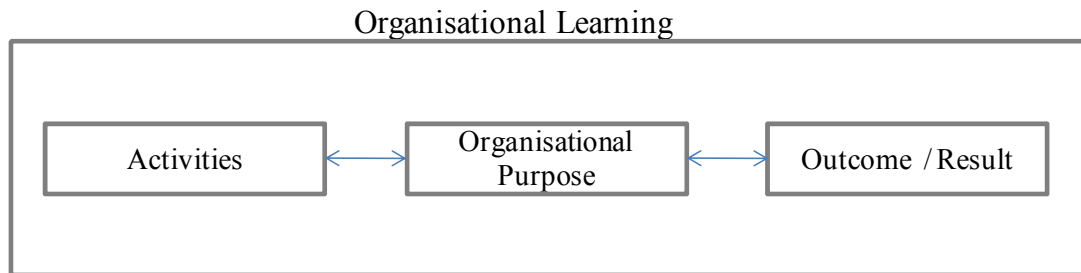 Organisational Learning
Activities
Organisational
Purpose
Outcome / Result